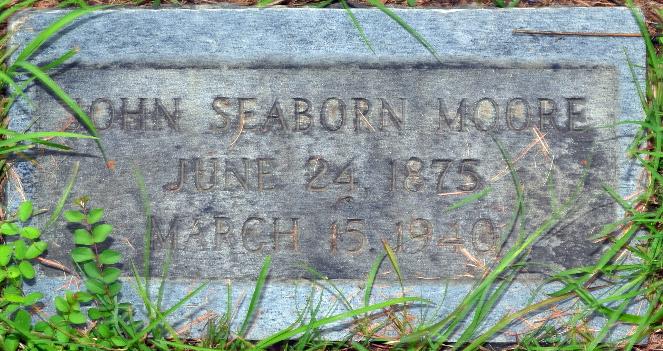 JOHN SEABORN MOORE
JUNE 24, 1875
MARCH 15, 1940